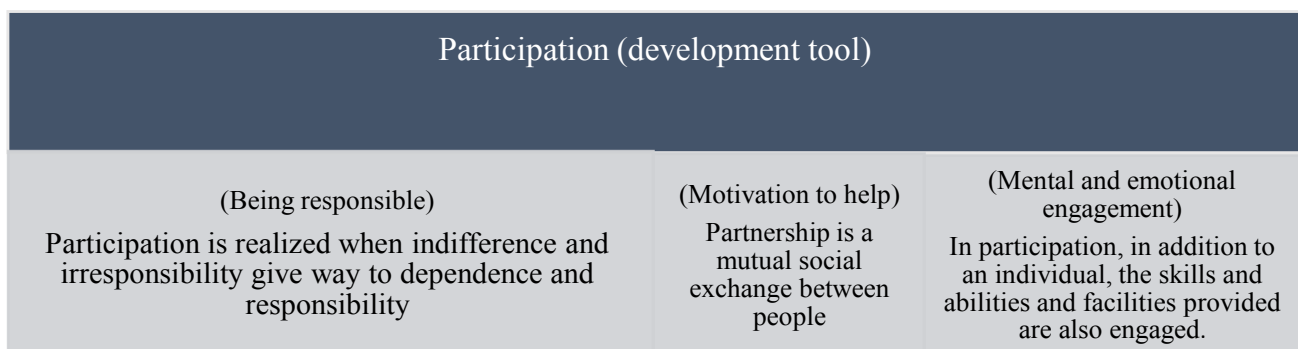 Participation (development tool)
(Being responsible)
Participation is realized when indifference and
irresponsibility give way to dependence and
responsibility
(Motivation to help)
Partnership is a
mutual social
exchange between
people
(Mental and emotional
engagement)
In participation, in addition to
an individual, the skills and
abilities and facilities provided
are also engaged.